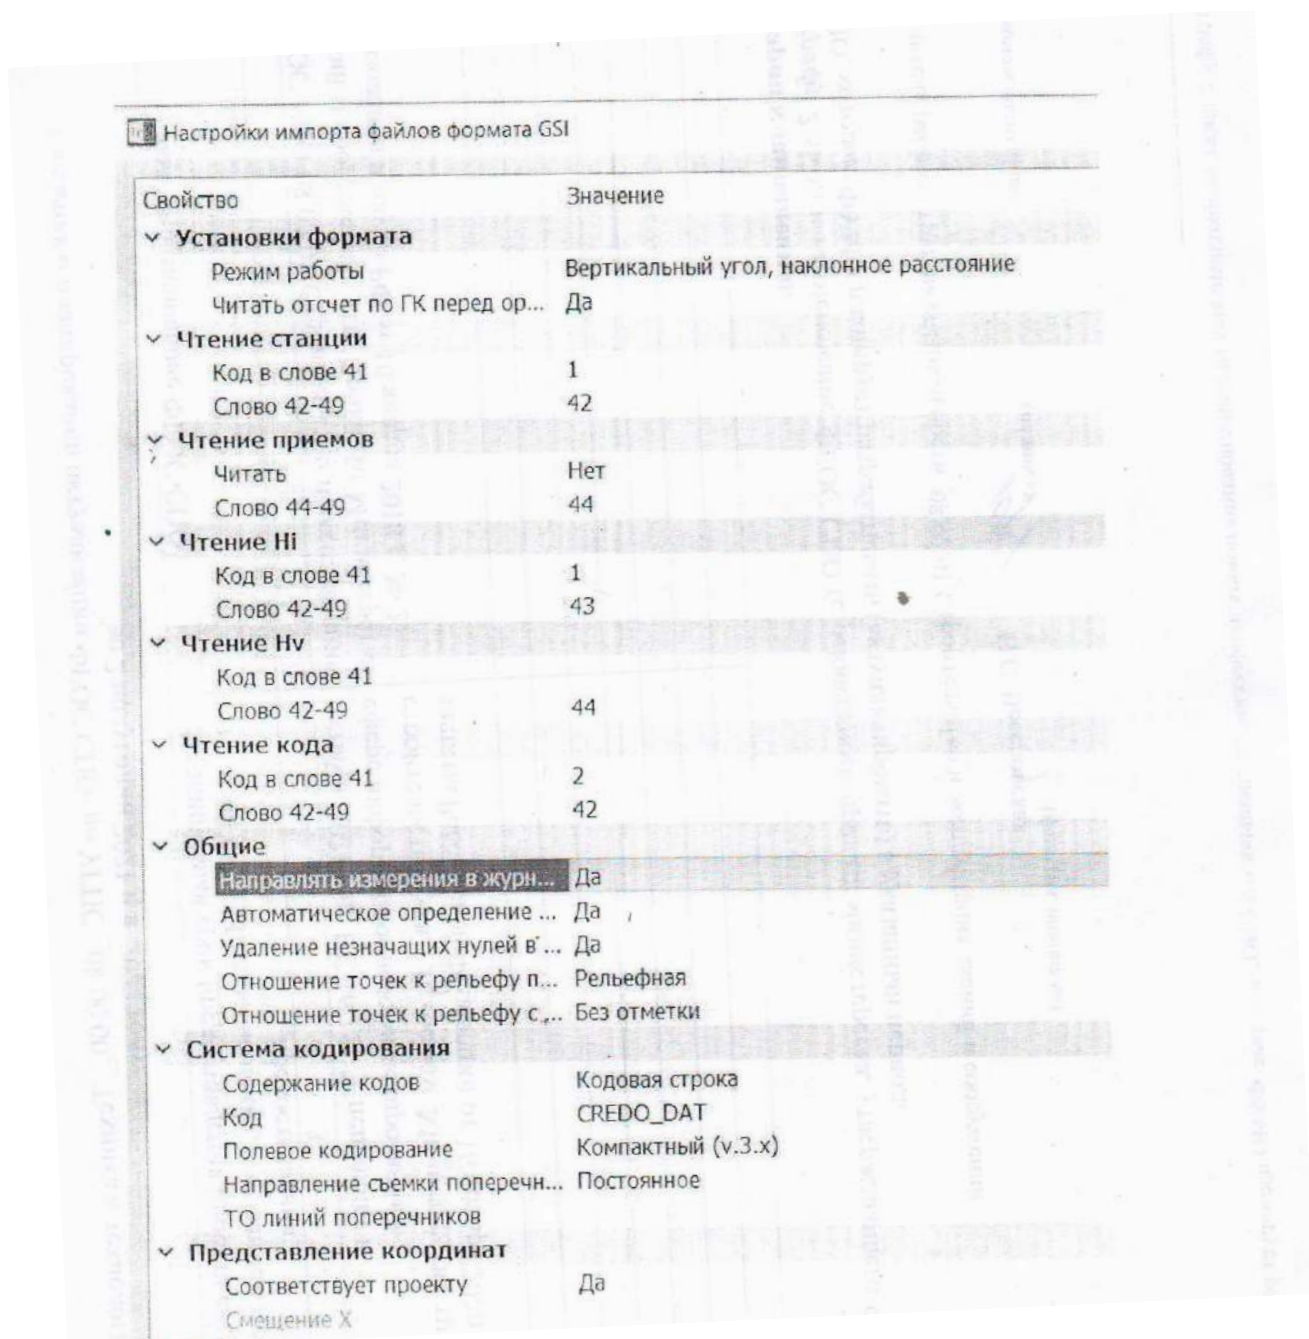 Настройки импорта файлов формата GSI
Свойство Значение
Установки формата
Режим работы Вертикальный угол, наклонное расстояние
Читать отсчет по ГК перед ор... Да
Чтение станции
Код в слове 41 1
Слово 42-49 42
Чтение приемов
Читать Нет
Слово 44-49 44
Чтение Hi
Код в слове 41 1
Слово 42-49 43
Чтение Hv
Код в слове 41
Слово 42-49 44
Чтение кода
Код в слове 41 2
Слово 42-49 42
Общие
Направлять измерения в журн... Да
Автоматическое определение ... Да
Удаление незначащих нулей в ... Да
Отношение точек к рельефу п... Рельефная
Отношение точек к рельефу с ... Без отметки
Система кодирования
Содержание кодов Кодовая строка
Код CREDO_DAT
Полевое кодирование Компактный (v.3.x)
Направление съемки поперечн... Постоянное
ТО линий поперечников
Представление координат
Соответствует проекту Да
Смещение X